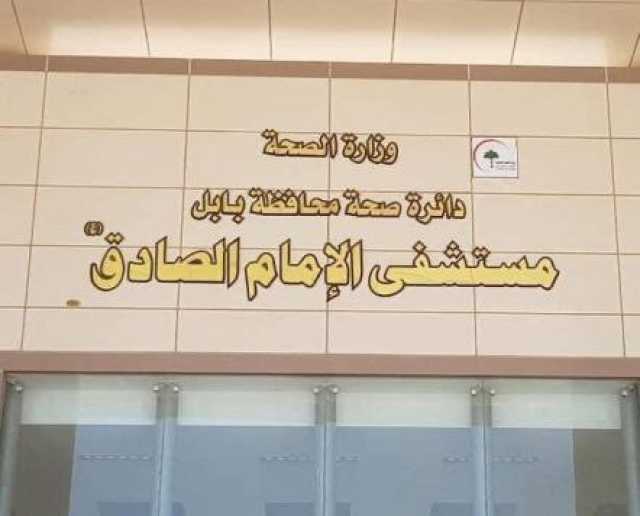 وزارة الصحة
دائرة صحة محافظة بابل
مستشفى الإمام الصادق (ع)